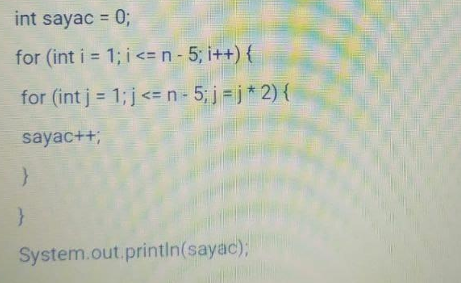 int sayac = 0;
for (int i = 1; i <= n - 5; i++) {
for (int j = 1; j <= n - 5; j = j * 2) {
sayac++;
}
}
System.out.println(sayac);